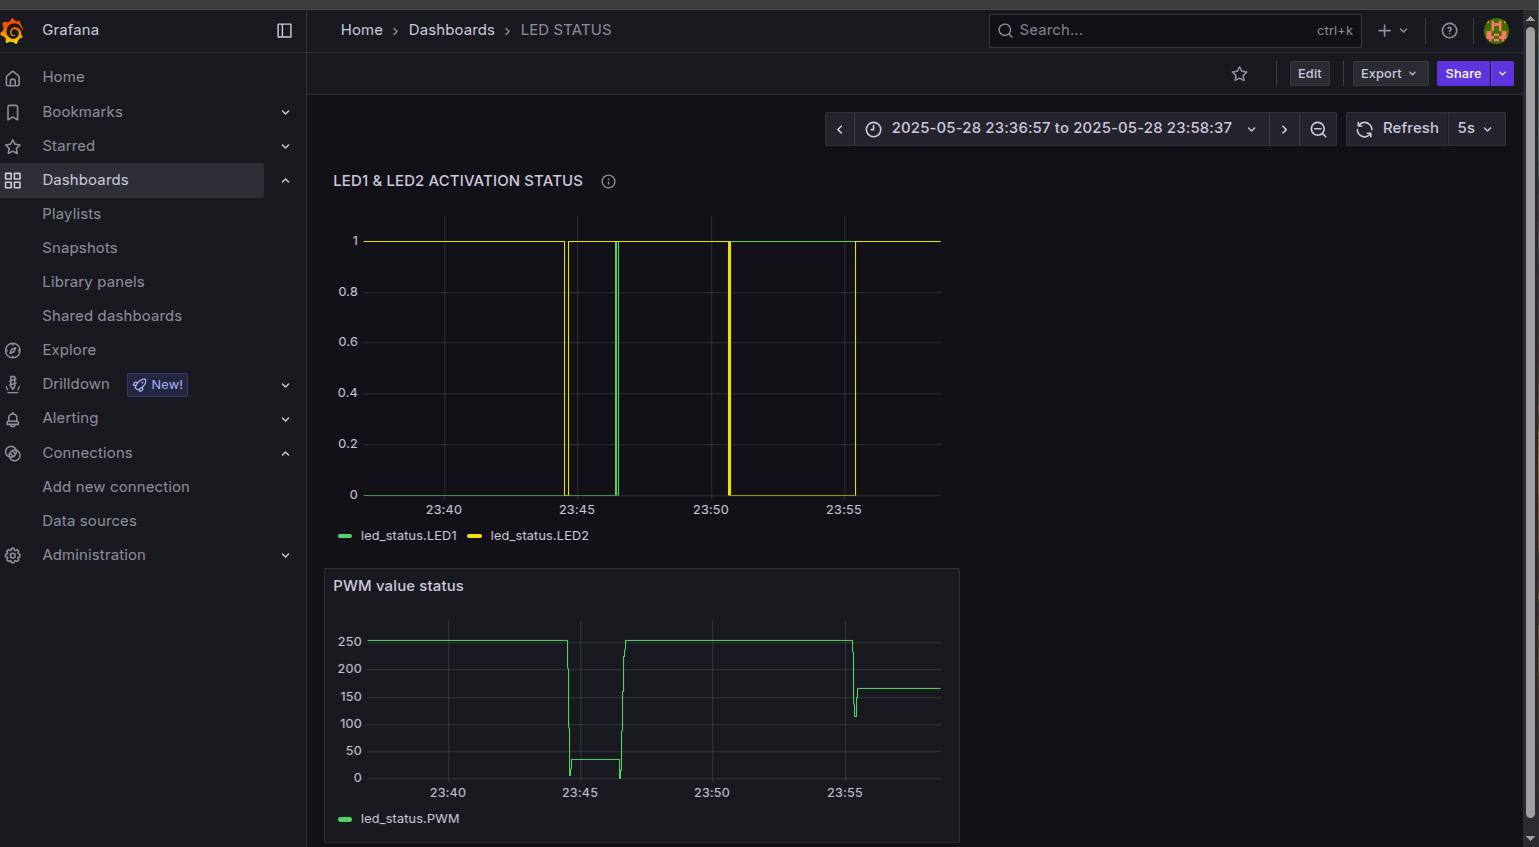 Grafana
Home › Dashboards › LED STATUS
Search... ctrl+k
Home
Bookmarks
Starred
Dashboards
Playlists
Snapshots
Library panels
Shared dashboards
Explore
Drilldown New!
Alerting
Connections
Add new connection
Data sources
Administration
Edit Export Share
2025-05-28 23:36:57 to 2025-05-28 23:58:37 Refresh 5s
LED1 & LED2 ACTIVATION STATUS
1
0.8
0.6
0.4
0.2
0
23:40 23:45 23:50 23:55
led_status.LED1 led_status.LED2
PWM value status
250
200
150
100
50
0
23:40 23:45 23:50 23:55
led_status.PWM